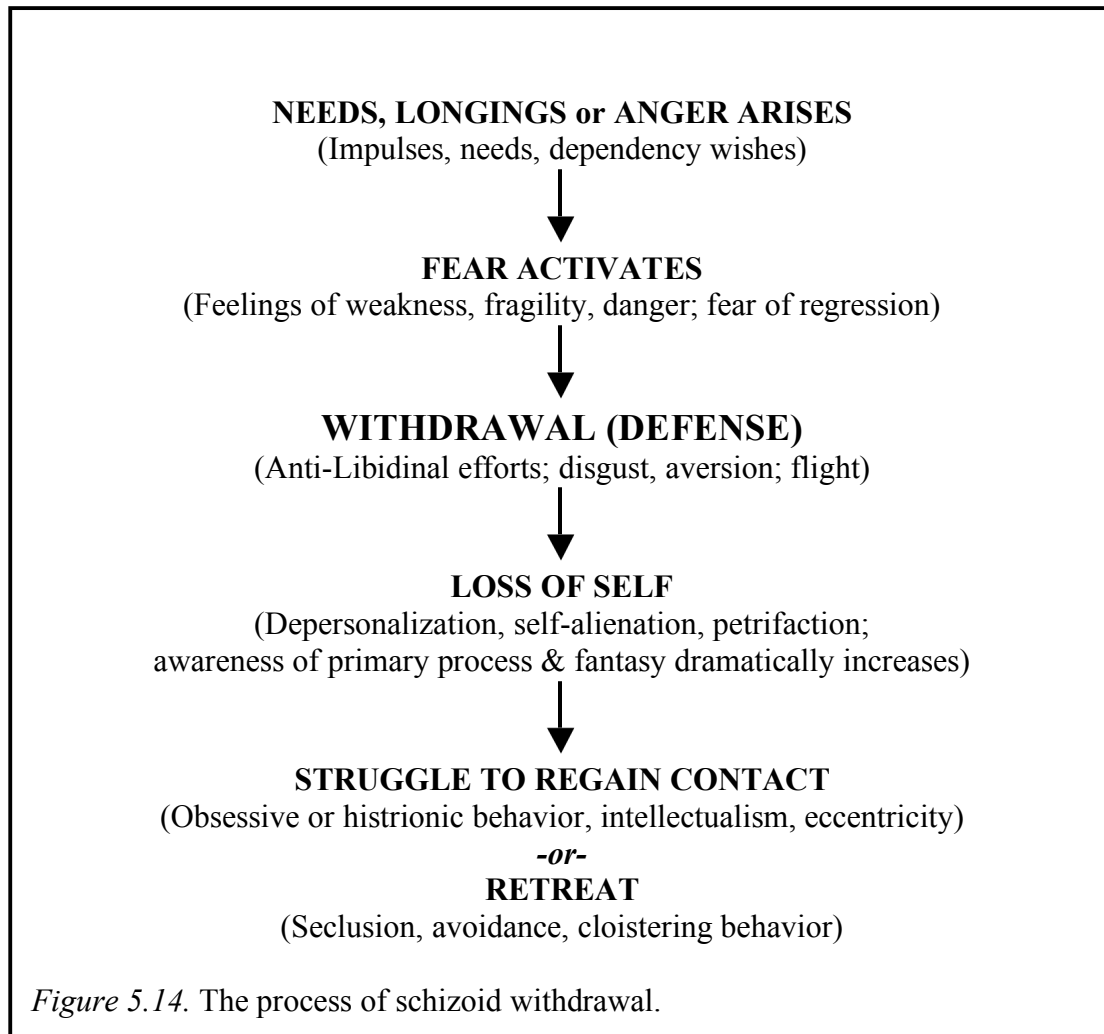 NEEDS, LONGINGS or ANGER ARISES
(Impulses, needs, dependency wishes)
FEAR ACTIVATES
(Feelings of weakness, fragility, danger; fear of regression)
WITHDRAWAL (DEFENSE)
(Anti-Libidinal efforts; disgust, aversion; flight)
LOSS OF SELF
(Depersonalization, self-alienation, petrifaction;
awareness of primary process & fantasy dramatically increases)
STRUGGLE TO REGAIN CONTACT
(Obsessive or histrionic behavior, intellectualism, eccentricity)
-or-
RETREAT
(Seclusion, avoidance, cloistering behavior)
Figure 5.14. The process of schizoid withdrawal.